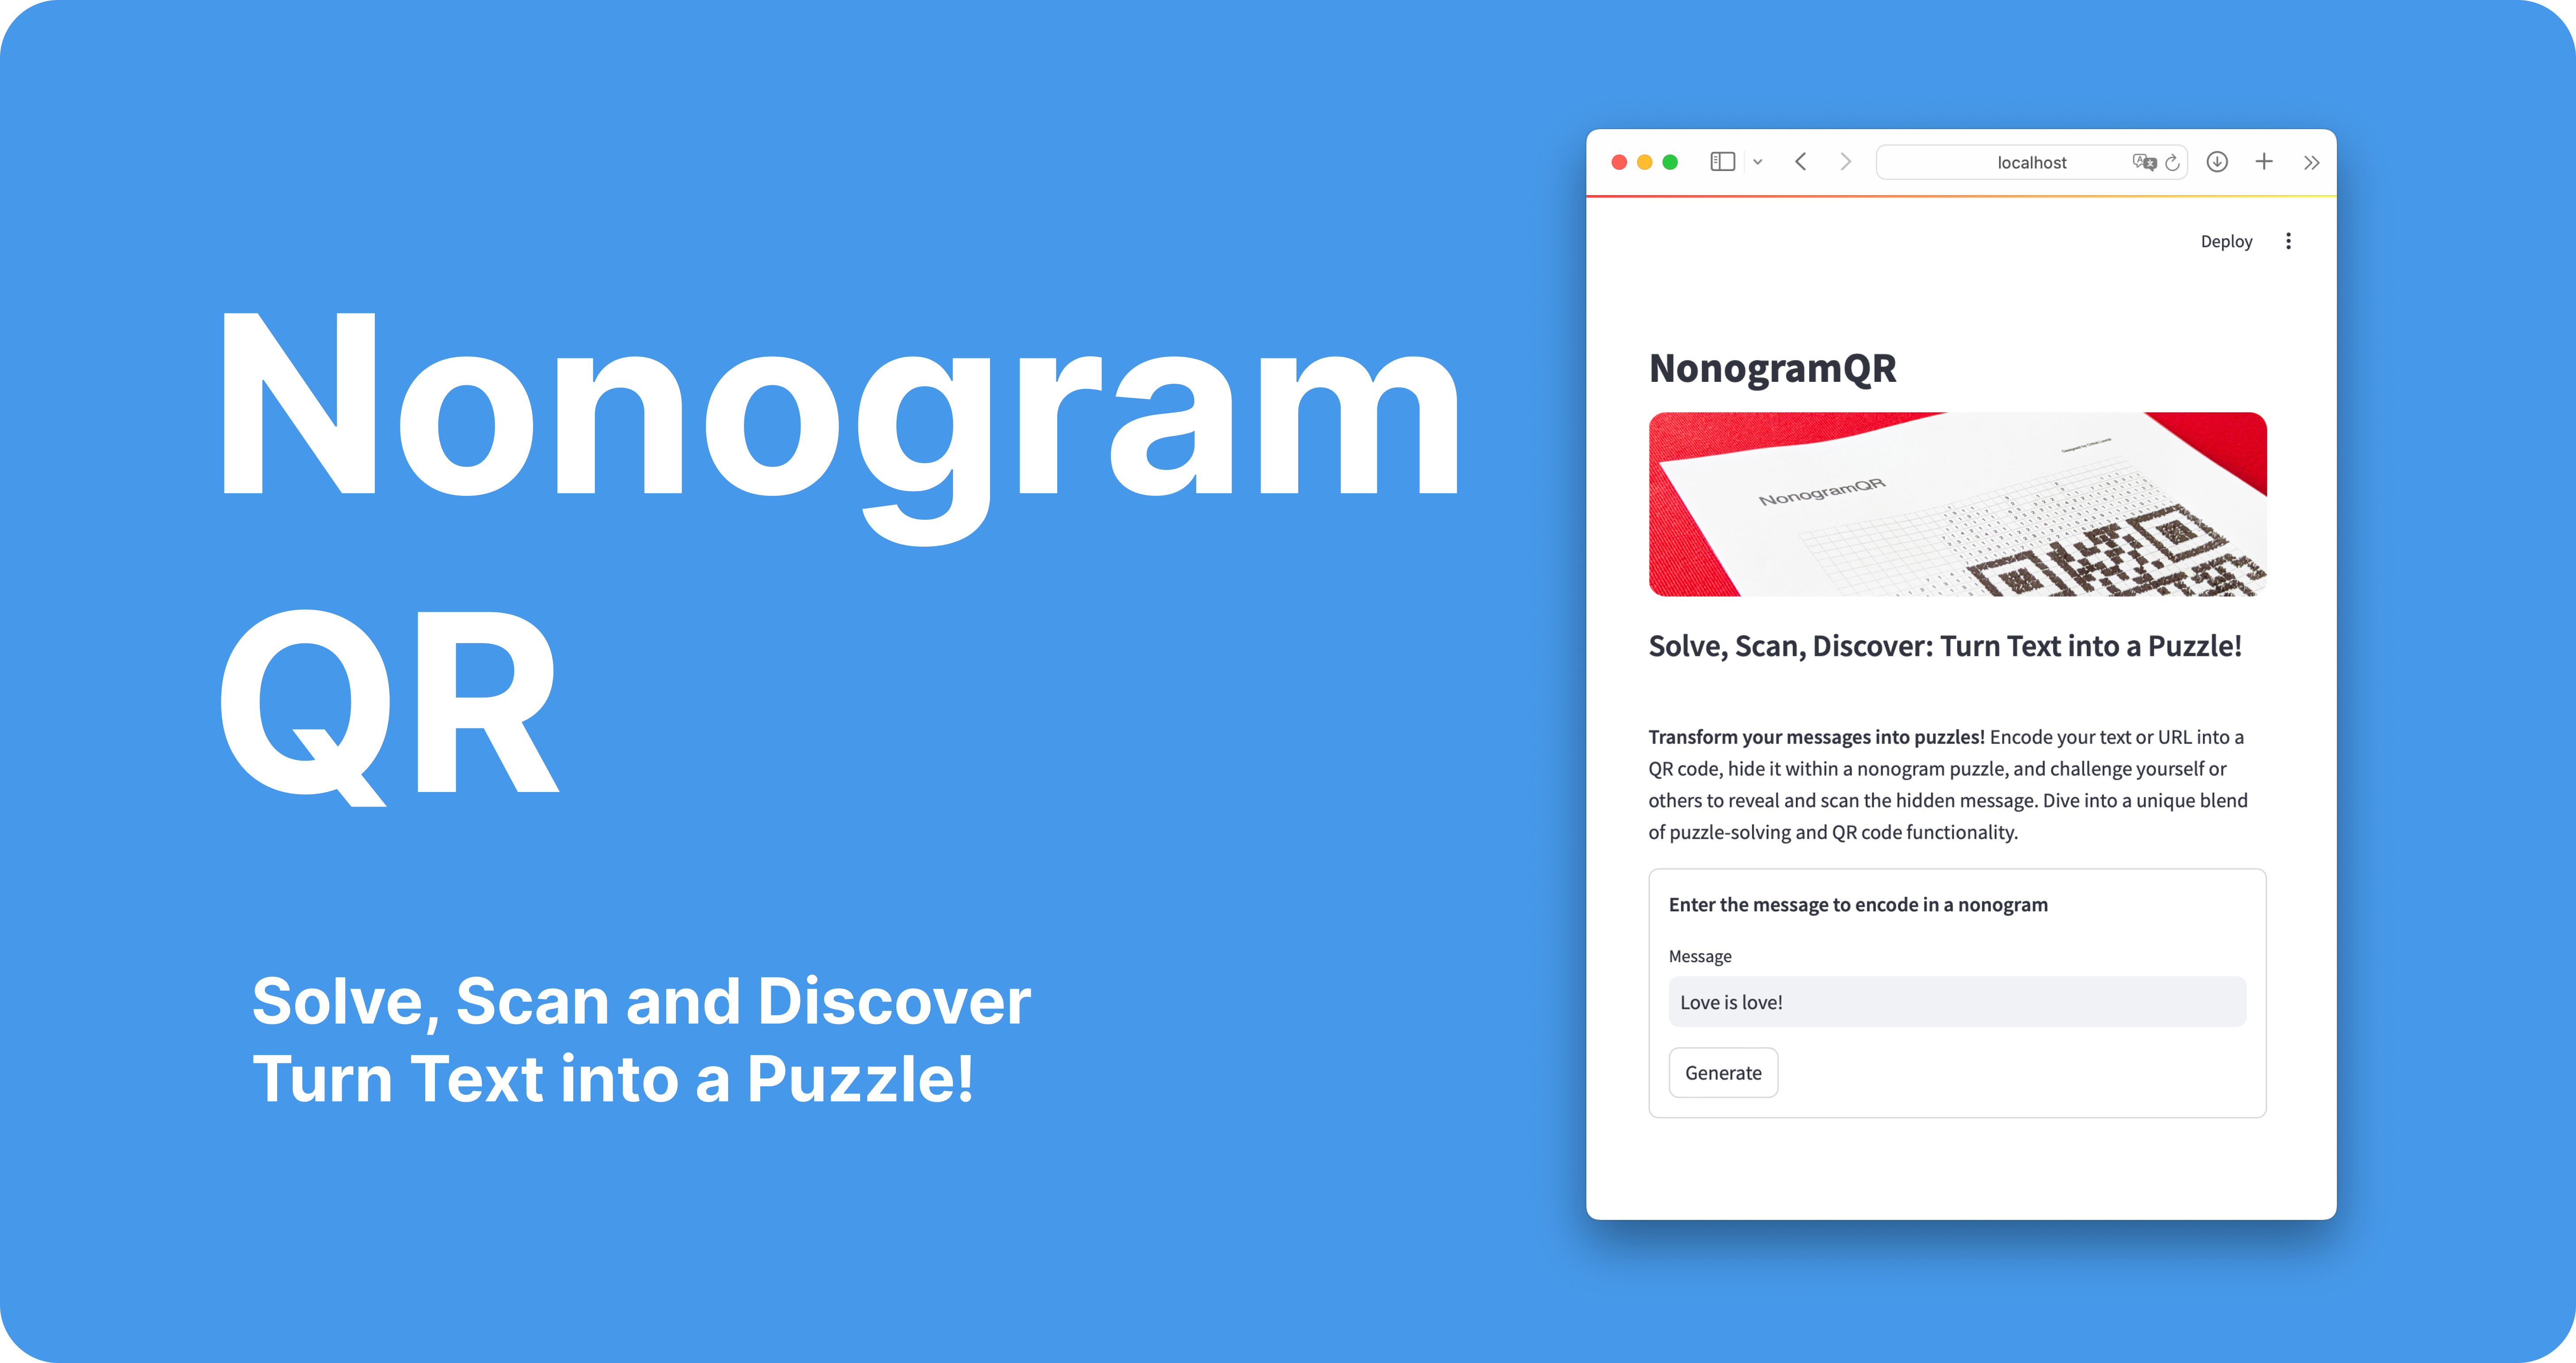 Nonogram
QR
Solve, Scan and Discover
Turn Text into a Puzzle!
localhost
Deploy
NonogramQR
NonogramQR
Solve, Scan, Discover: Turn Text into a Puzzle!
Transform your messages into puzzles! Encode your text or URL into a
QR code, hide it within a nonogram puzzle, and challenge yourself or
others to reveal and scan the hidden message. Dive into a unique blend
of puzzle-solving and QR code functionality.
Enter the message to encode in a nonogram
Message
Love is love!
Generate